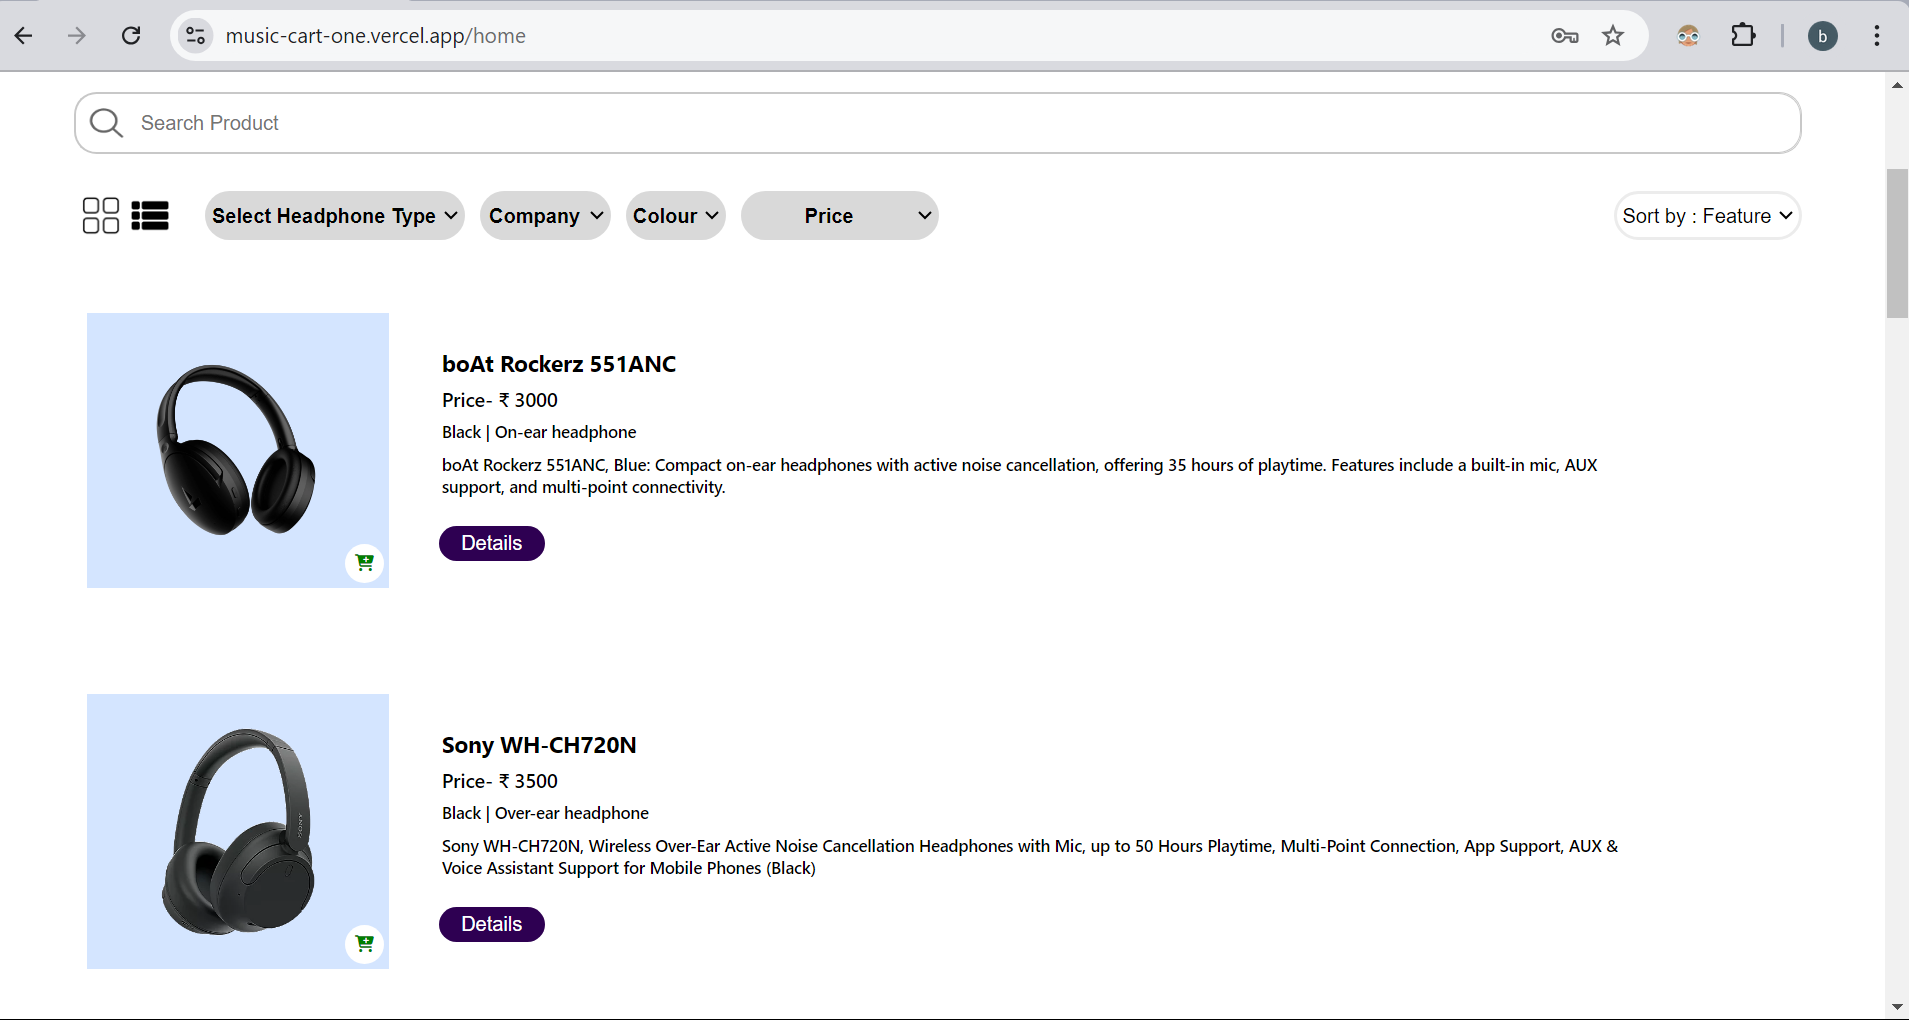 music-cart-one.vercel.app/home
b
Search Product
Select Headphone Type Company Colour Price Sort by : Feature
boAt Rockerz 551ANC
Price- ₹ 3000
Black | On-ear headphone
boAt Rockerz 551ANC, Blue: Compact on-ear headphones with active noise cancellation, offering 35 hours of playtime. Features include a built-in mic, AUX
support, and multi-point connectivity.
Details
SONY
Sony WH-CH720N
Price- ₹ 3500
Black | Over-ear headphone
Sony WH-CH720N, Wireless Over-Ear Active Noise Cancellation Headphones with Mic, up to 50 Hours Playtime, Multi-Point Connection, App Support, AUX &
Voice Assistant Support for Mobile Phones (Black)
Details